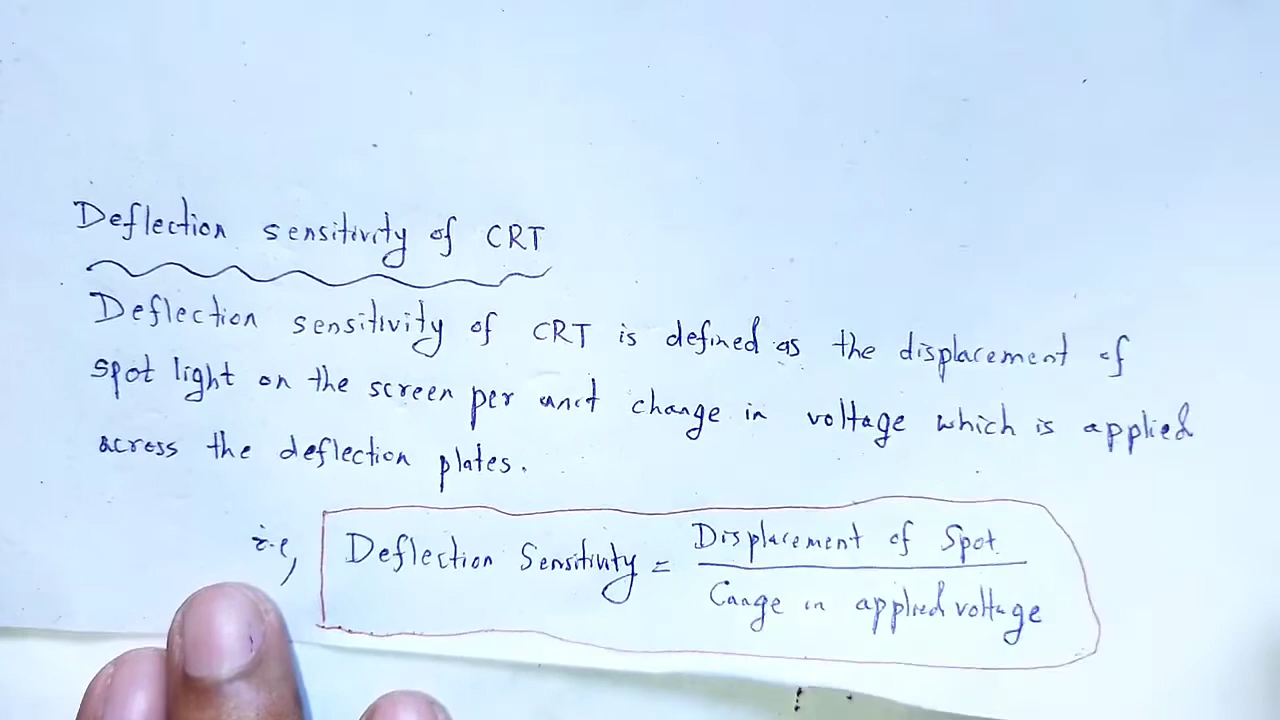 Deflection sensitivity of CRT
Deflection sensitivity of CRT is defined as the displacement of
spot light on the screen per unit change in voltage which is applied
across the deflection plates.
i.e, Deflection Sensitivity = Displacement of Spot
Cange in applied voltage